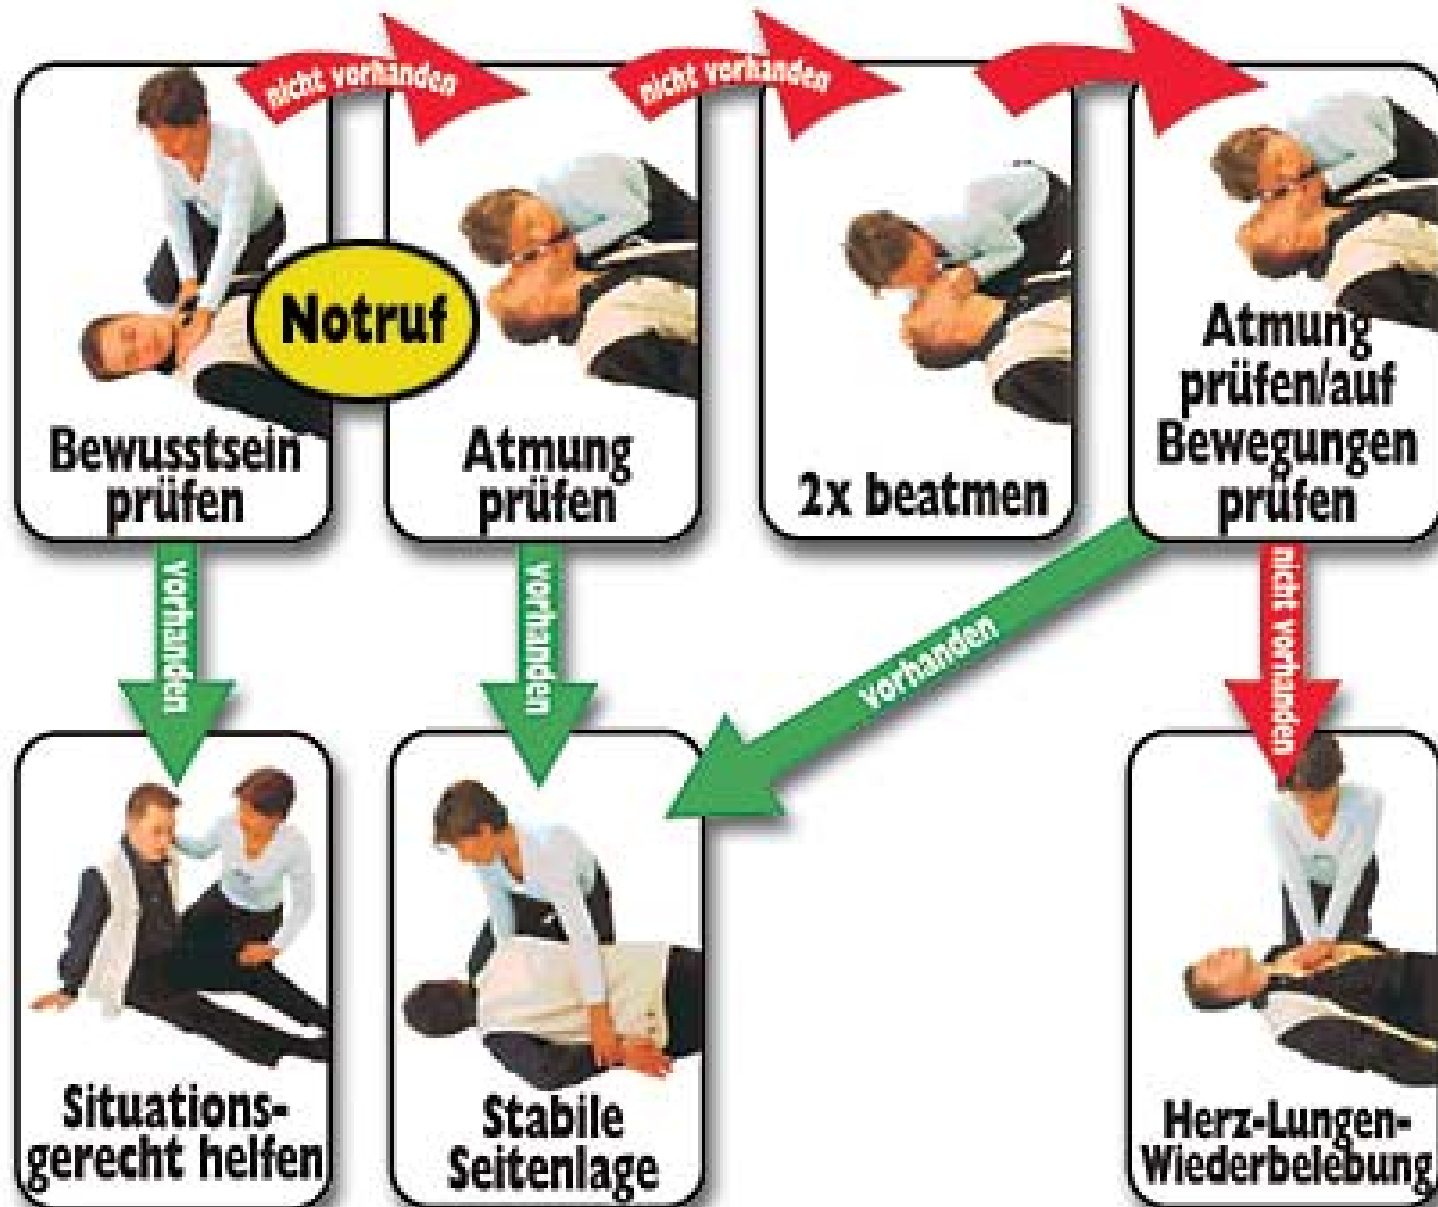 nicht vorhanden
nicht vorhanden
Notruf
Bewusstsein
prüfen
Atmung
prüfen
2x beatmen
Atmung
prüfen/auf
Bewegungen
prüfen
vorhanden
vorhanden
vorhanden
nicht vorhanden
Situations-
gerecht helfen
Stabile
Seitenlage
Herz-Lungen-
Wiederbelebung